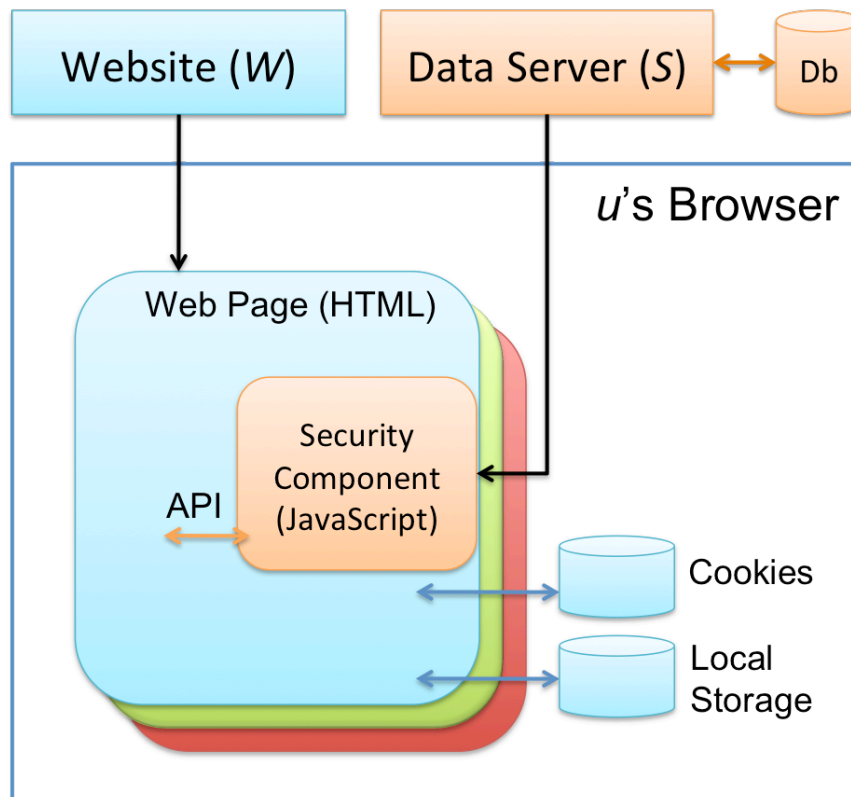 Website (W)
Data Server (S)
Db
u's Browser
Web Page (HTML)
Security
Component
(JavaScript)
API
Cookies
Local
Storage